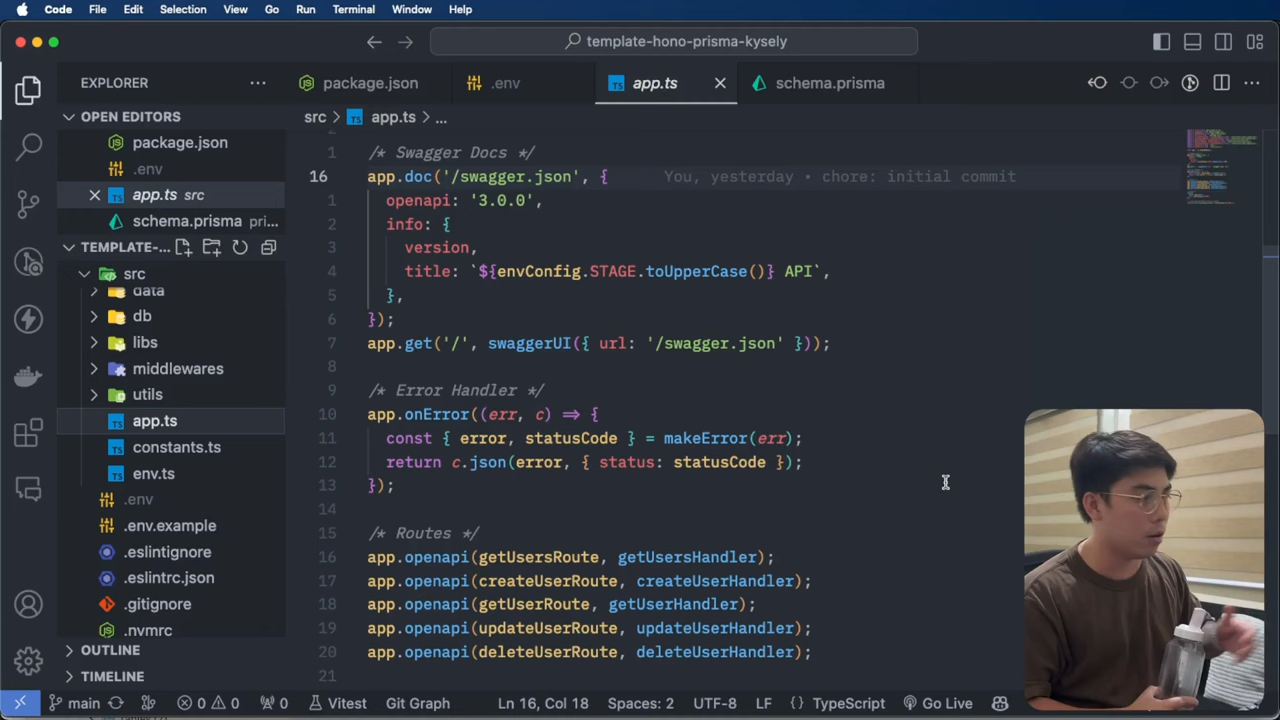 Code File Edit Selection View Go Run Terminal Window Help
template-hono-prisma-kysely
EXPLORER
package.json
.env
app.ts
schema.prisma
OPEN EDITORS
package.json
.env
app.ts src
schema.prisma pri...
TEMPLATE-...
src
data
db
libs
middlewares
utils
app.ts
constants.ts
env.ts
.env
.env.example
.eslintignore
.eslintrc.json
.gitignore
.nvmrc
OUTLINE
TIMELINE
src > app.ts > ...
2
1 /* Swagger Docs */
16 app.doc('/swagger.json', { You, yesterday • chore: initial commit
1 openapi: '3.0.0',
2 info: {
3 version,
4 title: `${envConfig.STAGE.toUpperCase()} API`,
5 },
6 });
7 app.get('/', swaggerUI({ url: '/swagger.json' }));
8
9 /* Error Handler */
10 app.onError((err, c) => {
11 const { error, statusCode } = makeError(err);
12 return c.json(error, { status: statusCode });
13 });
14
15 /* Routes */
16 app.openapi(getUsersRoute, getUsersHandler);
17 app.openapi(createUserRoute, createUserHandler);
18 app.openapi(getUserRoute, getUserHandler);
19 app.openapi(updateUserRoute, updateUserHandler);
20 app.openapi(deleteUserRoute, deleteUserHandler);
21
main 0 0 0 Vitest Git Graph Ln 16, Col 18 Spaces: 2 UTF-8 LF {} TypeScript Go Live